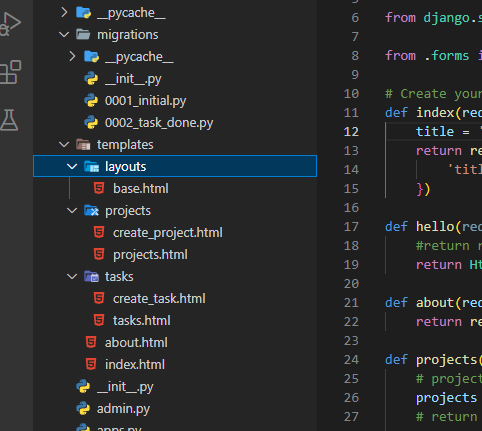 __pycache__
migrations
__pycache__
__init__.py
0001_initial.py
0002_task_done.py
templates
layouts
base.html
projects
create_project.html
projects.html
tasks
create_task.html
tasks.html
about.html
index.html
__init__.py
admin.py
apps.py
6 from django.s
7
8 from .forms i
9
10 # Create your
11 def index(req
12 title = '
13 return re
14 'titl
15 })
16
17 def hello(req
18 #return r
19 return Ht
20
21 def about(req
22 return re
23
24 def projects(
25 # project
26 projects
27 # return